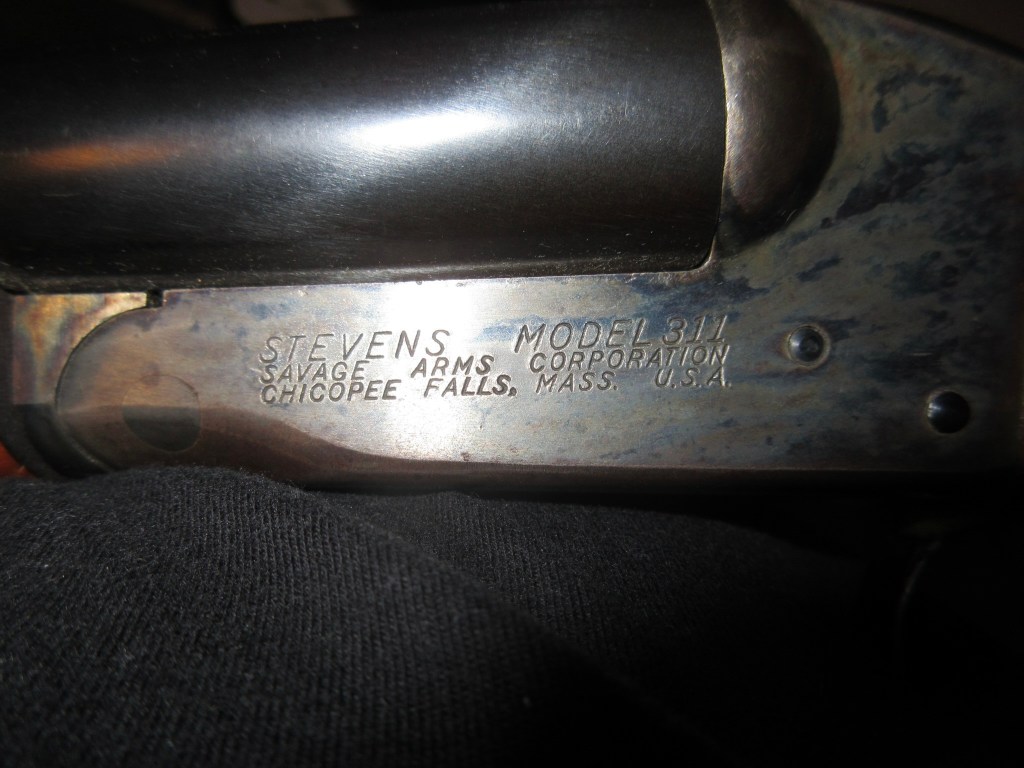 STEVENS MODEL 311
SAVAGE ARMS CORPORATION
CHICOPEE FALLS, MASS. U.S.A.